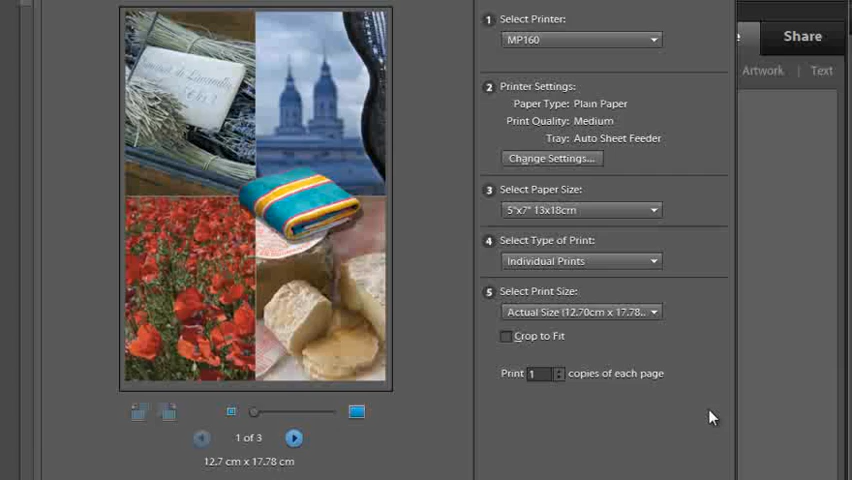 1 Select Printer:
MP160
2 Printer Settings:
Paper Type: Plain Paper
Print Quality: Medium
Tray: Auto Sheet Feeder
Change Settings...
3 Select Paper Size:
5"x7" 13x18cm
4 Select Type of Print:
Individual Prints
5 Select Print Size:
Actual Size (12.70cm x 17.78..
Crop to Fit
Print 1 copies of each page
1 of 3
12.7 cm x 17.78 cm
e Share
Artwork | Text